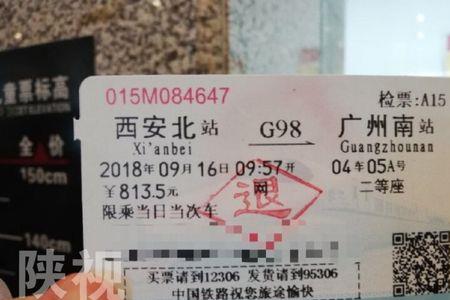 童票标高
全价
150cm
140cm
015M084647
检票:A15
西安北站
G98
广州南站
Xi'anbei
Guangzhounan
2018年09月16日09:57开
04车05A号
¥813.5元
网
二等座
退
限乘当日当次车
买票请到12306 发货请到95306
中国铁路祝您旅途愉快
陕视